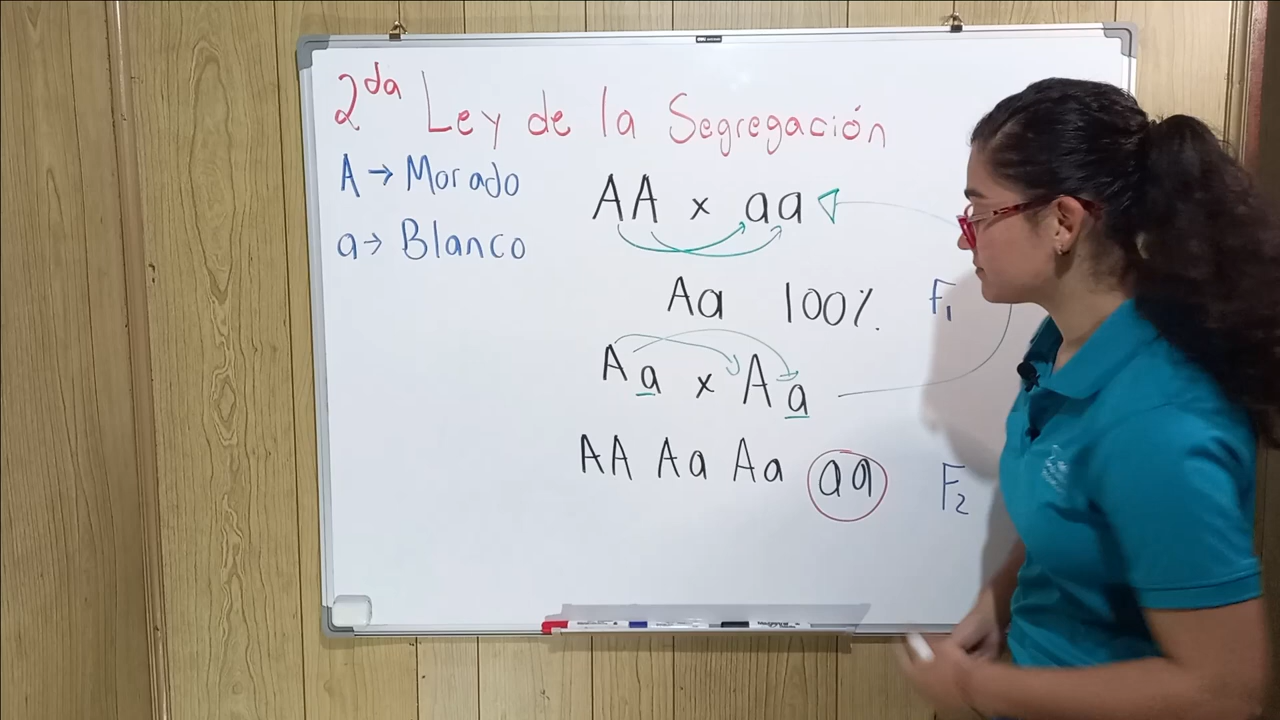 2da Ley de la Segregación
A → Morado
a → Blanco
AA x aa
Aa 100% F1
Aa x Aa
AA Aa Aa aa F2